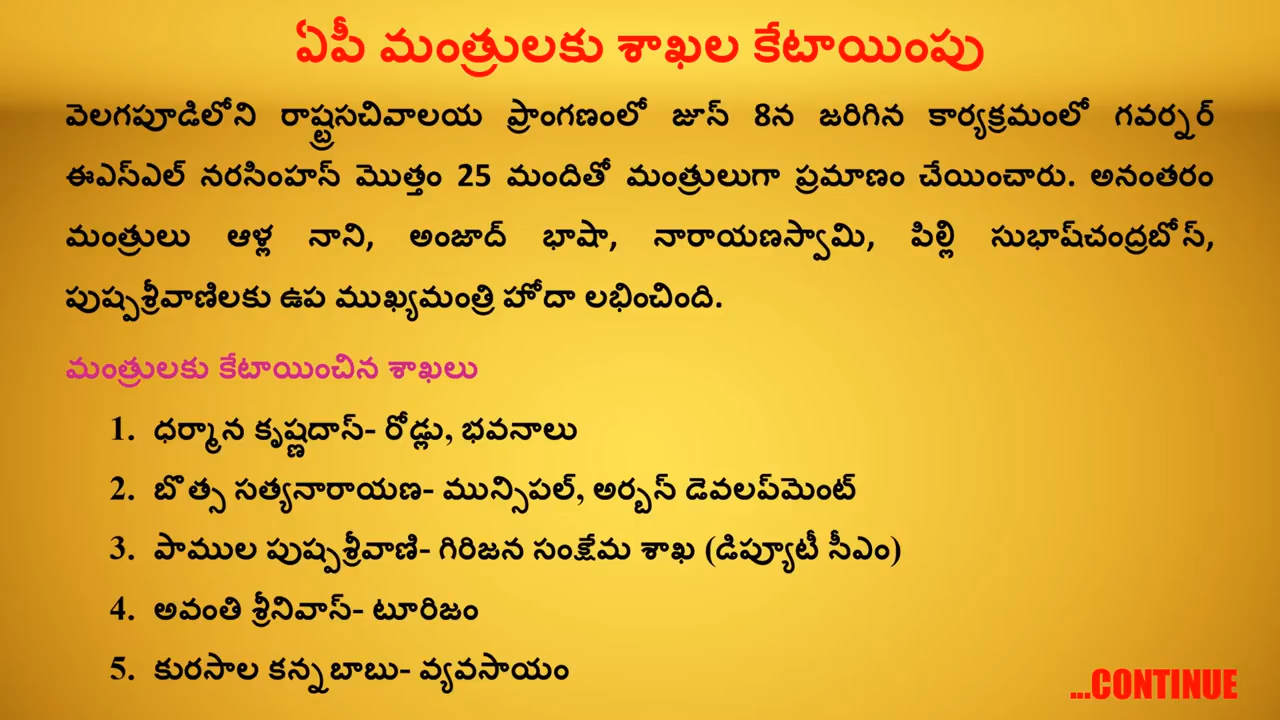 ఏపీ మంత్రులకు శాఖల కేటాయింపు
వెలగపూడిలోని రాష్ట్రసచివాలయ ప్రాంగణంలో జూన్ 8న జరిగిన కార్యక్రమంలో గవర్నర్
ఈఎస్ఎల్ నరసింహన్ మొత్తం 25 మందితో మంత్రులుగా ప్రమాణం చేయించారు. అనంతరం
మంత్రులు ఆళ్ల నాని, అంజాద్ భాషా, నారాయణస్వామి, పిల్లి సుభాష్‌చంద్రబోస్,
పుష్పశ్రీవాణిలకు ఉప ముఖ్యమంత్రి హోదా లభించింది.
మంత్రులకు కేటాయించిన శాఖలు
1. ధర్మాన కృష్ణదాస్- రోడ్లు, భవనాలు
2. బొత్స సత్యనారాయణ- మున్సిపల్, అర్బన్ డెవలప్‌మెంట్
3. పాముల పుష్పశ్రీవాణి- గిరిజన సంక్షేమ శాఖ (డిప్యూటీ సీఎం)
4. అవంతి శ్రీనివాస్- టూరిజం
5. కురసాల కన్నబాబు- వ్యవసాయం
...CONTINUE